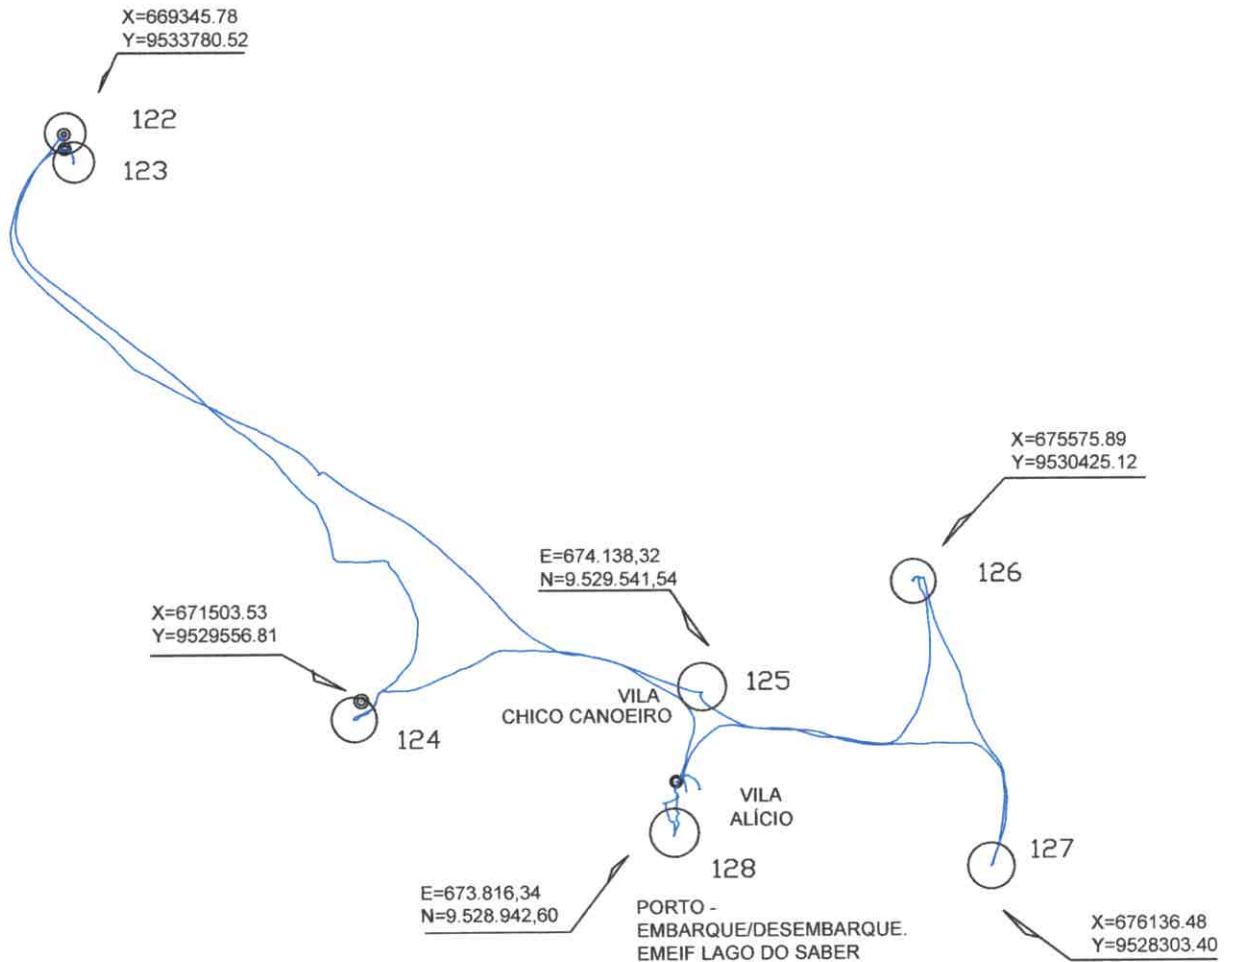 X=669345.78
Y=9533780.52
122
123
X=675575.89
Y=9530425.12
E=674.138,32
N=9.529.541,54
126
X=671503.53
Y=9529556.81
125
VILA
CHICO CANOEIRO
124
VILA
ALÍCIO
127
128
E=673.816,34
N=9.528.942,60
PORTO -
EMBARQUE/DESEMBARQUE.
EMEIF LAGO DO SABER
X=676136.48
Y=9528303.40